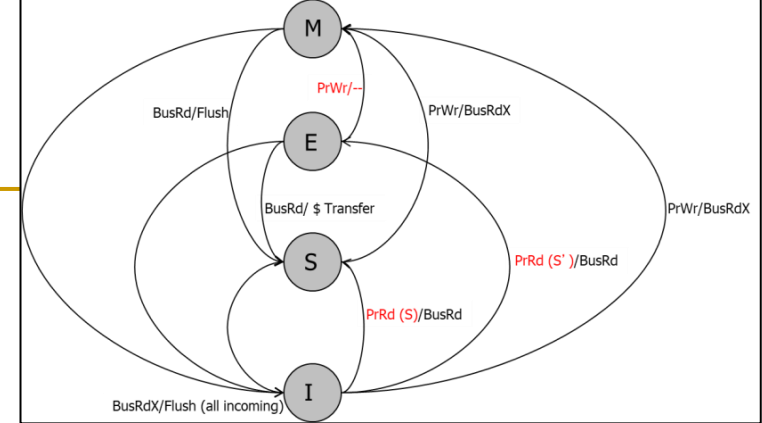 M
PrWr/--
BusRd/Flush
PrWr/BusRdX
E
BusRd/ $ Transfer
PrWr/BusRdX
S
PrRd (S' )/BusRd
PrRd (S)/BusRd
I
BusRdX/Flush (all incoming)